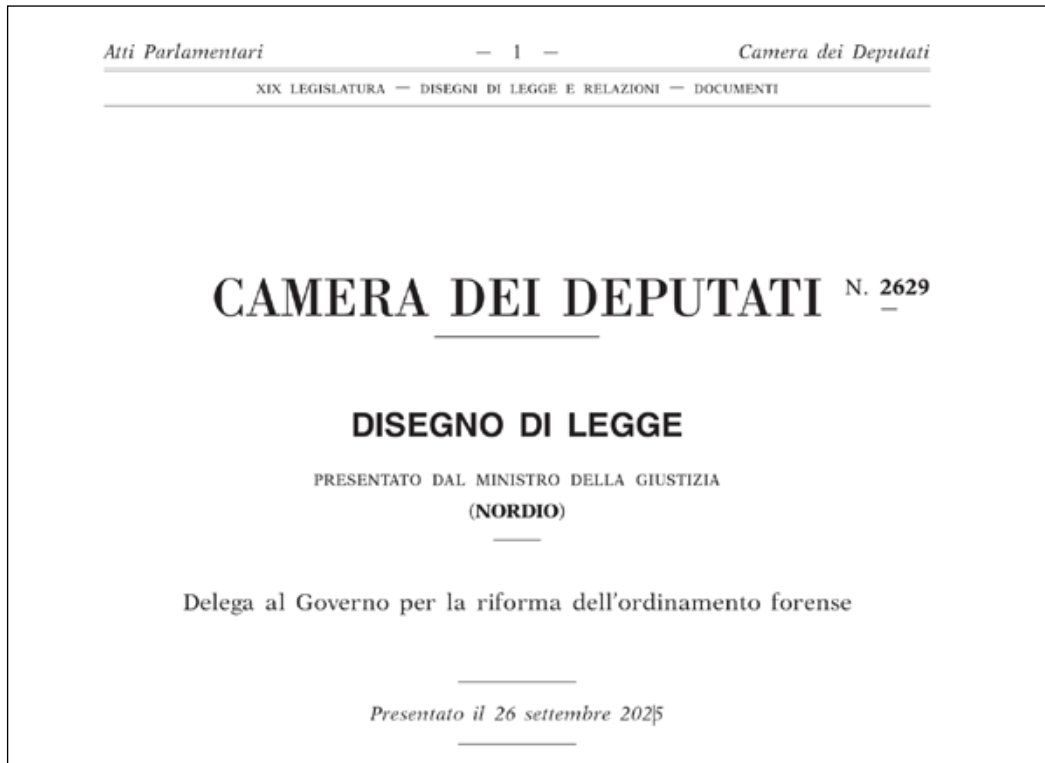 Atti Parlamentari — 1 — Camera dei Deputati
XIX LEGISLATURA — DISEGNI DI LEGGE E RELAZIONI — DOCUMENTI
CAMERA DEI DEPUTATI N. 2629
DISEGNO DI LEGGE
PRESENTATO DAL MINISTRO DELLA GIUSTIZIA
(NORDIO)
Delega al Governo per la riforma dell'ordinamento forense
Presentato il 26 settembre 2025